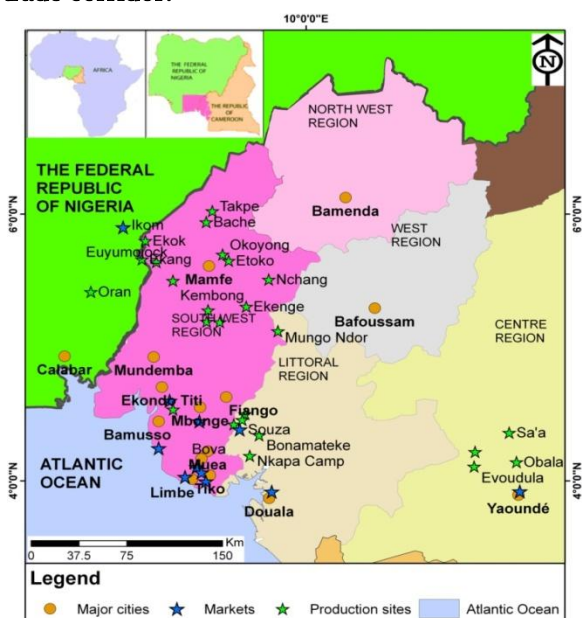 10°0'0"E
N
AFRICA
THE FEDERAL
REPUBLIC OF
NIGERIA
THE REPUBLIC
OF
CAMEROON
NORTH WEST
REGION
THE FEDERAL
REPUBLIC
OF NIGERIA
6°0'0"N
6°0'0"N
Takpe
Bache
Bamenda
Ikom
Ekok
WEST
REGION
Okoyong
Etoko
Ekang
Mamfe
Nchang
Oran
Kembong
Ekenge
SOUTHWEST
REGION
Bafoussam
CENTRE
REGION
Mungo Ndor
LITTORAL
REGION
Calabar
Mundemba
Ekondo Titi
Fiango
Mbonge
Souza
Bamusso
Bonamateke
Sa'a
Bova
Nkapa Camp
Obala
Muea
Evoudula
ATLANTIC
OCEAN
4°0'0"N
4°0'0"N
Limbe
Tiko
Douala
Yaoundé
Km
0 37.5 75 150
Legend
Major cities Markets Production sites Atlantic Ocean